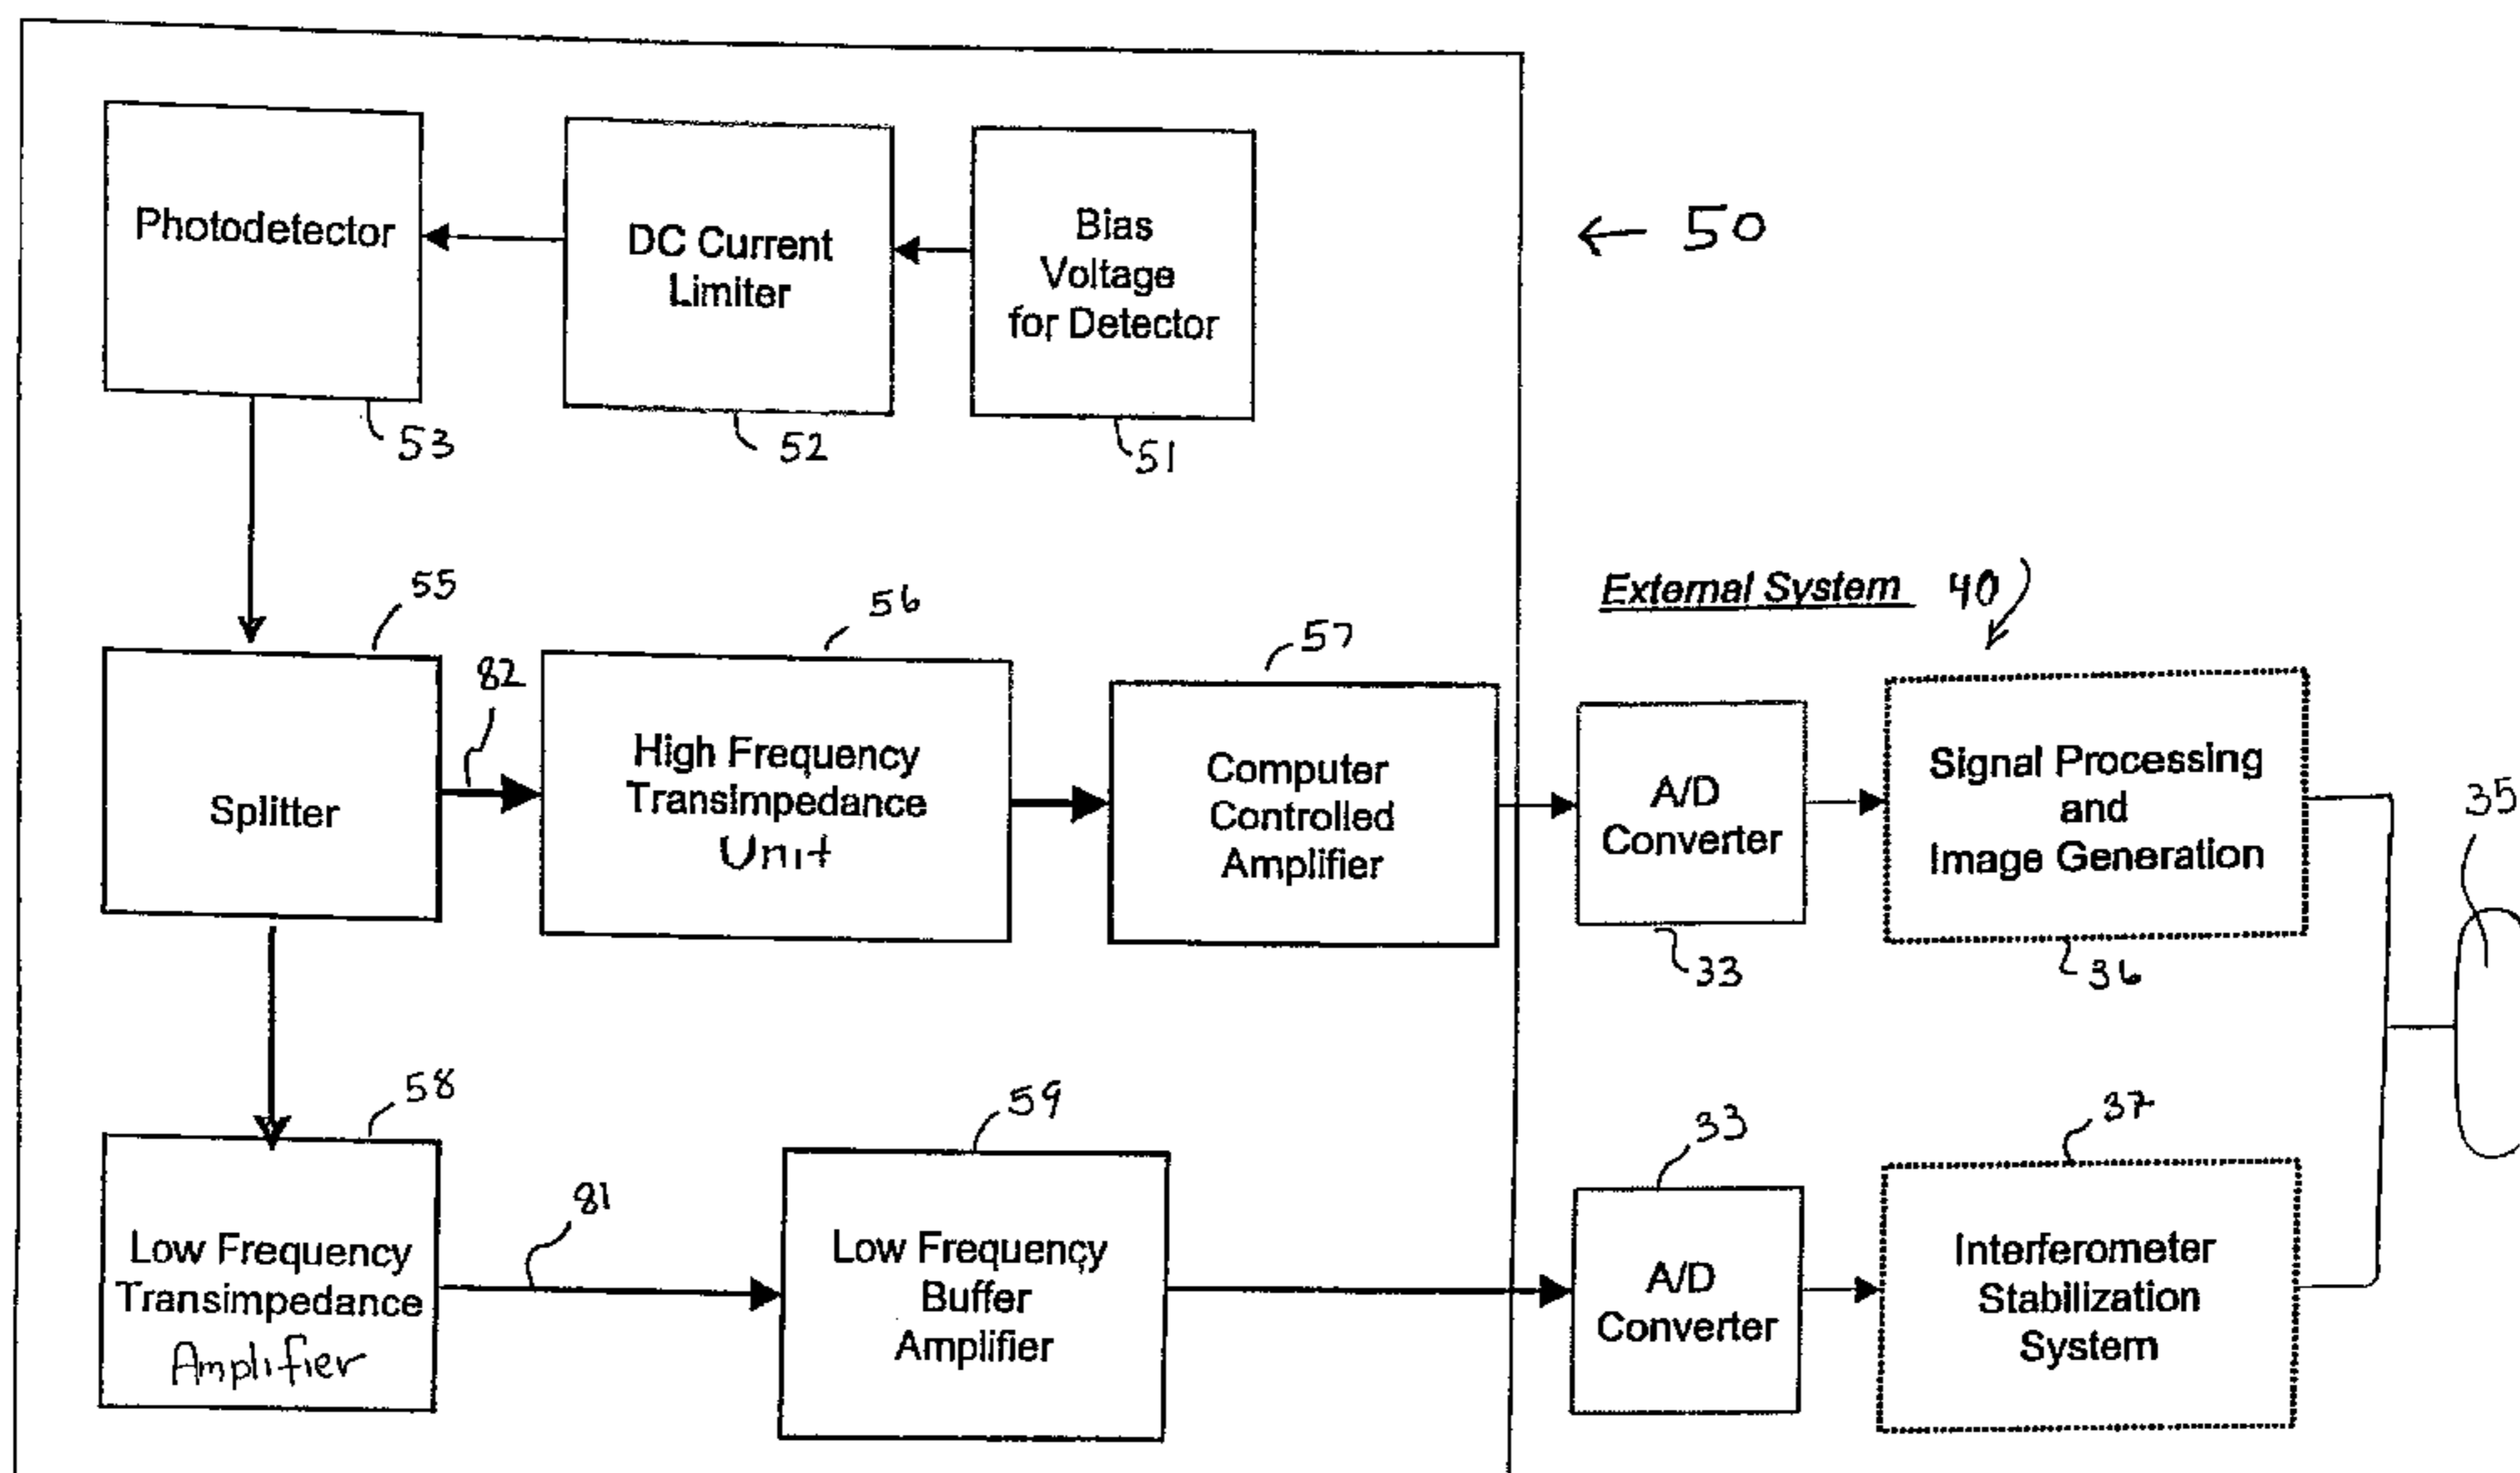 Photodetector
DC Current
Limiter
Bias
Voltage
for Detector
50
53
52
51
55
82
56
57
External System 40
Splitter
High Frequency
Transimpedance
Unit
Computer
Controlled
Amplifier
A/D
Converter
Signal Processing
and
Image Generation
35
33
36
58
81
59
33
37
Low Frequency
Transimpedance
Amplifier
Low Frequency
Buffer
Amplifier
A/D
Converter
Interferometer
Stabilization
System